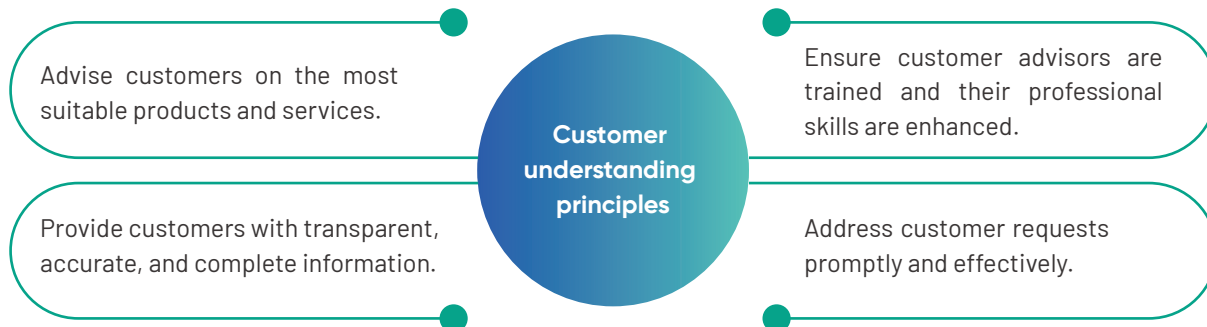 Advise customers on the most
suitable products and services.
Provide customers with transparent,
accurate, and complete information.
Customer
understanding
principles
Ensure customer advisors are
trained and their professional
skills are enhanced.
Address customer requests
promptly and effectively.